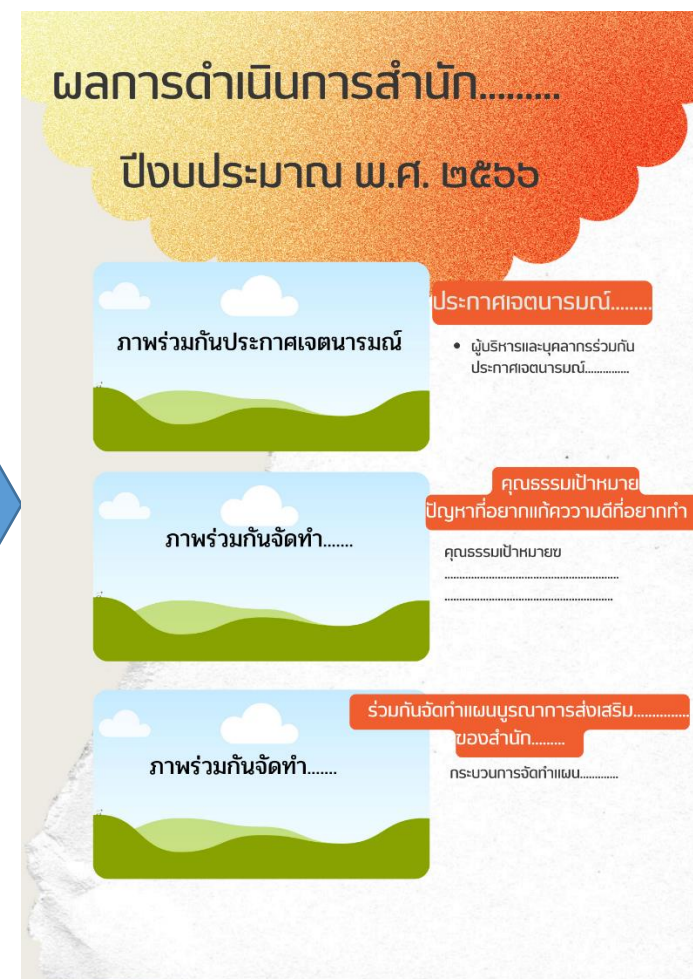 ผลการดำเนินการสำนัก.........
ปีงบประมาณ พ.ศ. ๒๕๖๖
ภาพร่วมกันประกาศเจตนารมณ์
ประกาศเจตนารมณ์.........
• ผู้บริหารและบุคลากรร่วมกัน
ประกาศเจตนารมณ์..............
ภาพร่วมกันจัดทำ.......
คุณธรรมเป้าหมาย
ปัญหาที่อยากแก้ควววามดีที่อยากทำ
คุณธรรมเป้าหมายฃ
.......................................................
.....................................................
ภาพร่วมกันจัดทำ.......
ร่วมกันจัดทำแผนบูรณาการส่งเสริม...............
ของสำนัก.........
กระบวนการจัดทำแผน............